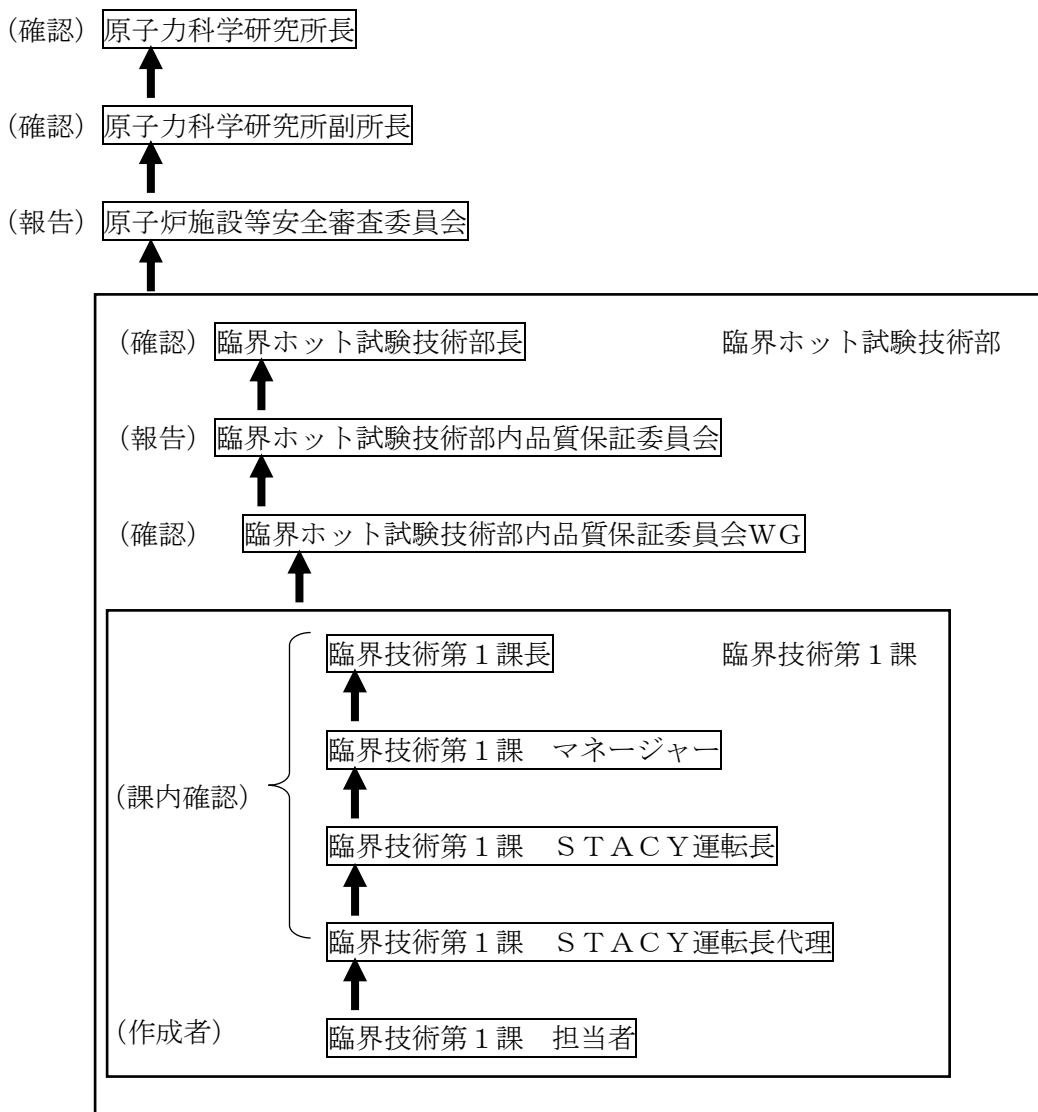 （確認）原子力科学研究所長
（確認）原子力科学研究所副所長
（報告）原子炉施設等安全審査委員会
（確認）臨界ホット試験技術部長　臨界ホット試験技術部
（報告）臨界ホット試験技術部内品質保証委員会
（確認）　臨界ホット試験技術部内品質保証委員会ＷＧ
臨界技術第１課長　臨界技術第１課
臨界技術第１課　マネージャー
（課内確認）
臨界技術第１課　ＳＴＡＣＹ運転長
臨界技術第１課　ＳＴＡＣＹ運転長代理
（作成者）　臨界技術第１課　担当者